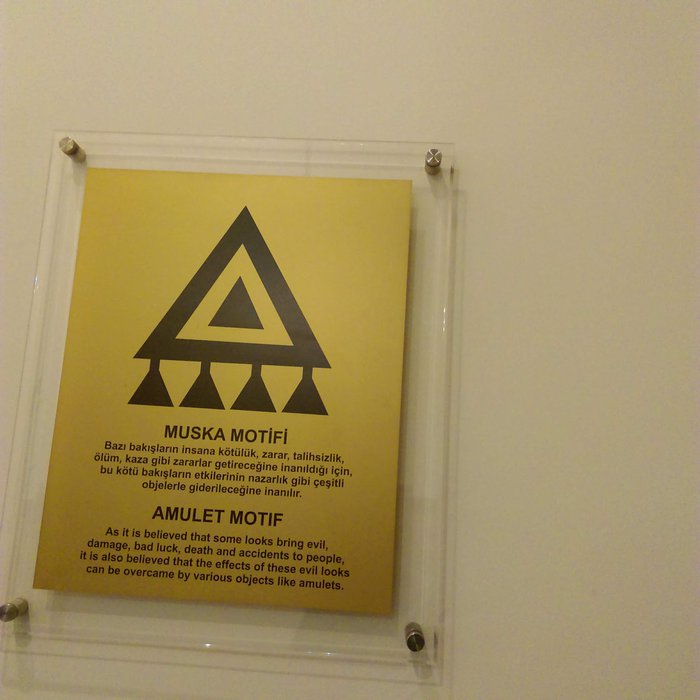 MUSKA MOTİFİ
Bazı bakışların insana kötülük, zarar, talihsizlik,
ölüm, kaza gibi zararlar getireceğine inanıldığı için,
bu kötü bakışların etkilerinin nazarlık gibi çeşitli
objelerle giderileceğine inanılır.
AMULET MOTIF
As it is believed that some looks bring evil,
damage, bad luck, death and accidents to people,
it is also believed that the effects of these evil looks
can be overcame by various objects like amulets.